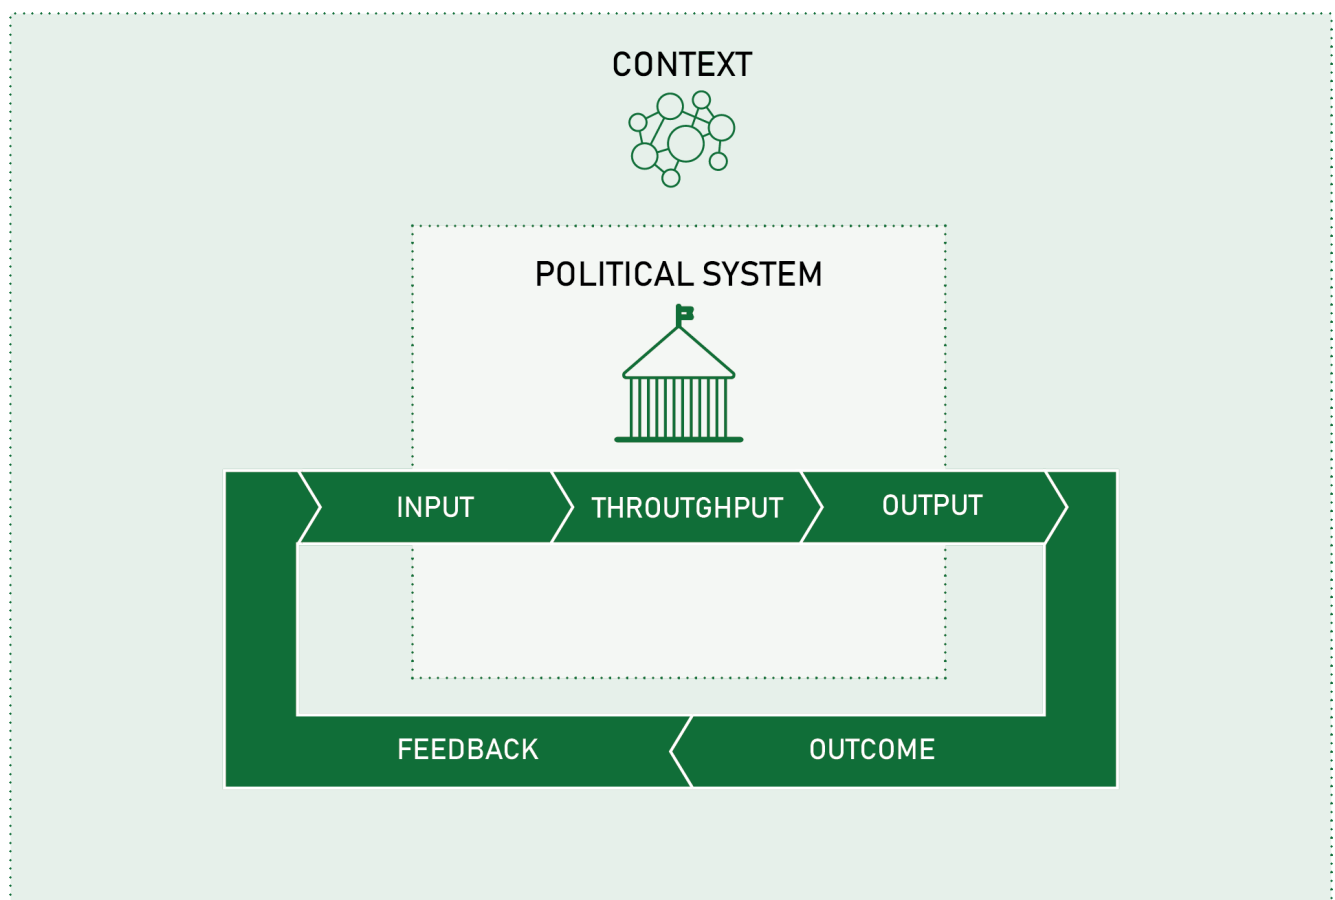 CONTEXT
POLITICAL SYSTEM
INPUT
THROUTGHPUT
OUTPUT
FEEDBACK
OUTCOME